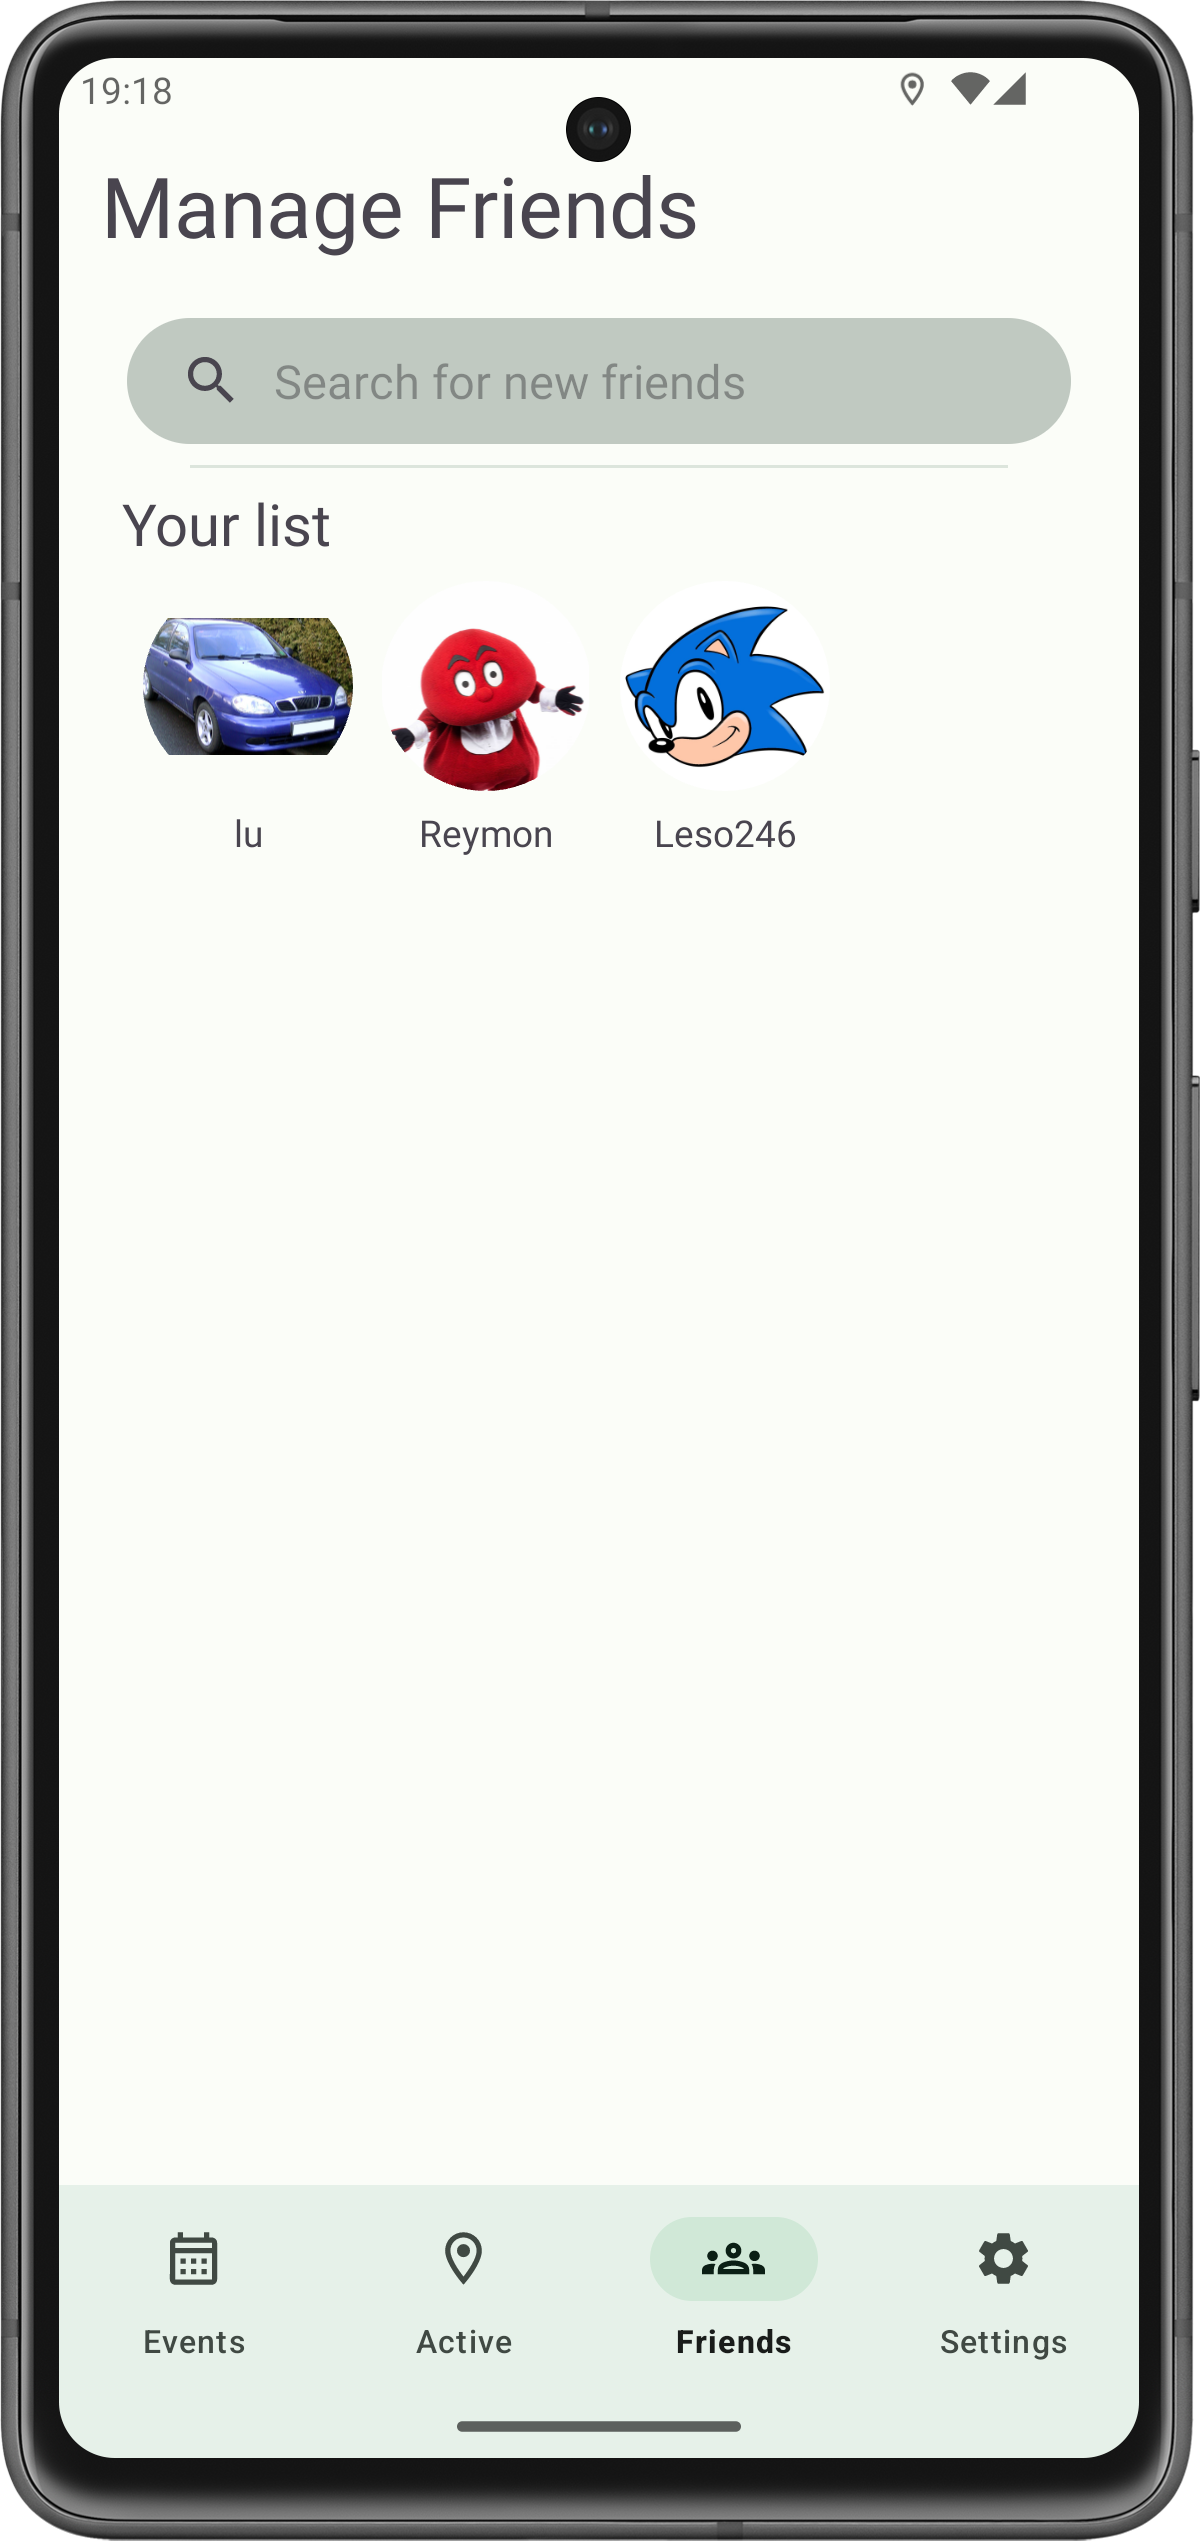 19:18
Manage Friends
Search for new friends
Your list
lu Reymon Leso246
Events Active Friends Settings